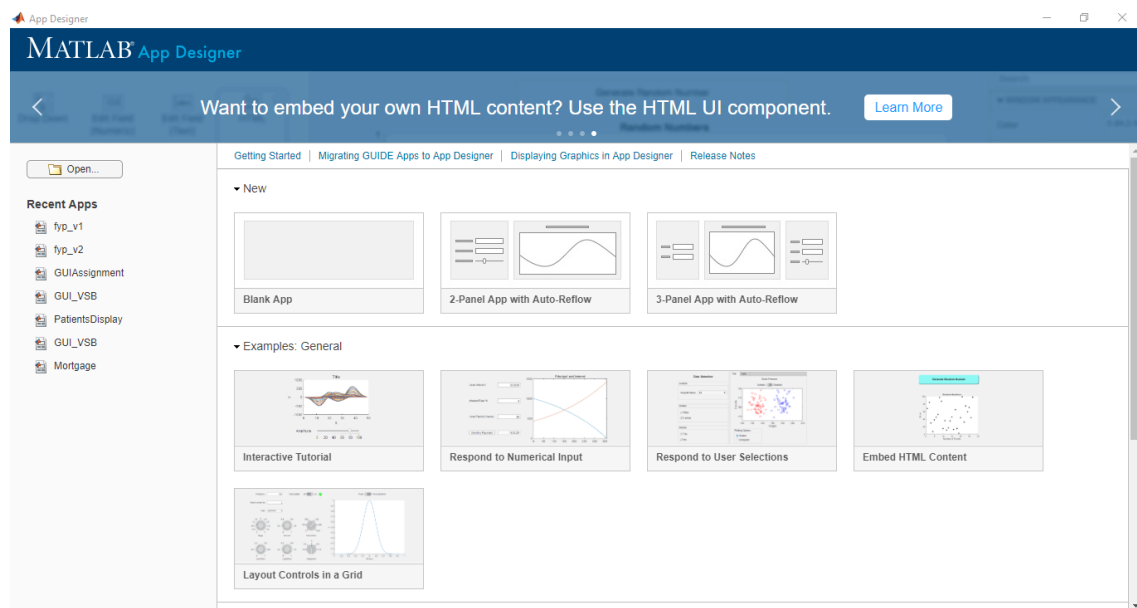 App Designer
MATLAB® App Designer
Want to embed your own HTML content? Use the HTML UI component.
Learn More
Getting Started | Migrating GUIDE Apps to App Designer | Displaying Graphics in App Designer | Release Notes
Open...
Recent Apps
fyp_v1
fyp_v2
GUIAssignment
GUI_VSB
PatientsDisplay
GUI_VSB
Mortgage
New
Blank App
2-Panel App with Auto-Reflow
3-Panel App with Auto-Reflow
Examples: General
Interactive Tutorial
Respond to Numerical Input
Respond to User Selections
Embed HTML Content
Layout Controls in a Grid